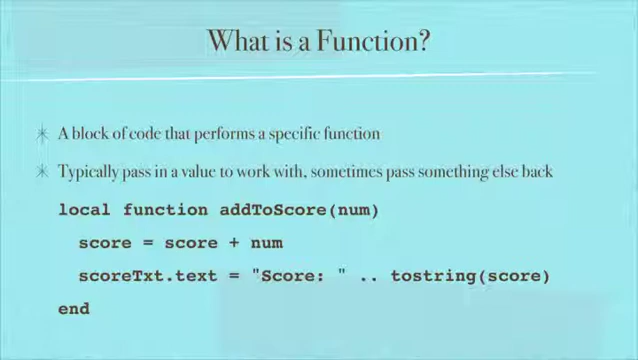 What is a Function?
A block of code that performs a specific function
Typically pass in a value to work with, sometimes pass something else back
local function addToScore(num)
score = score + num
scoreTxt.text = "Score: " .. tostring(score)
end